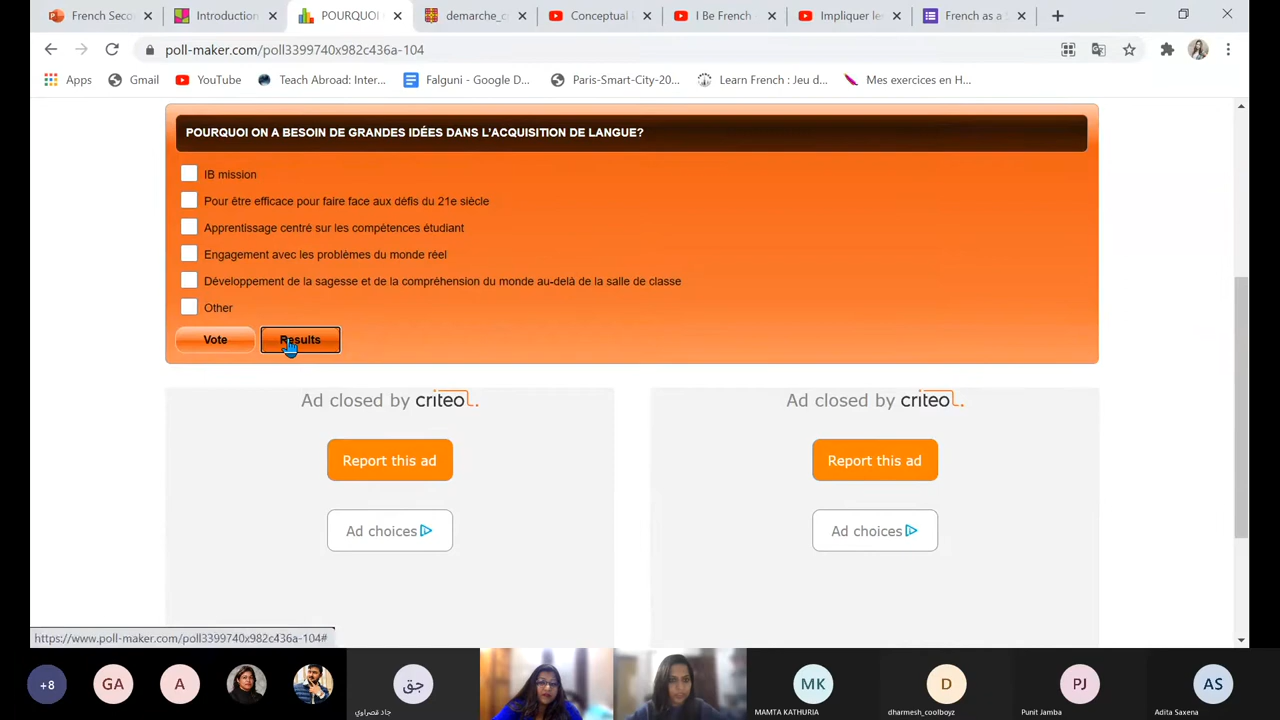 French Seco
Introduction
POURQUOI
demarche_c
Conceptual
I Be French
Impliquer le
French as a
poll-maker.com/poll3399740x982c436a-104
Apps
Gmail
YouTube
Teach Abroad: Inter...
Falguni - Google D...
Paris-Smart-City-20...
Learn French : Jeu d...
Mes exercices en H...
POURQUOI ON A BESOIN DE GRANDES IDÉES DANS L'ACQUISITION DE LANGUE?
IB mission
Pour être efficace pour faire face aux défis du 21e siècle
Apprentissage centré sur les compétences étudiant
Engagement avec les problèmes du monde réel
Développement de la sagesse et de la compréhension du monde au-delà de la salle de classe
Other
Vote
Results
Ad closed by criteo.
Ad closed by criteo.
Report this ad
Report this ad
Ad choices
Ad choices
https://www.poll-maker.com/poll3399740x982c436a-104#
+8
GA
A
جق
MK
D
PJ
AS
جاد قصراوي
MAMTA KATHURIA
dharmesh_coolboyz
Punit Jamba
Adita Saxena